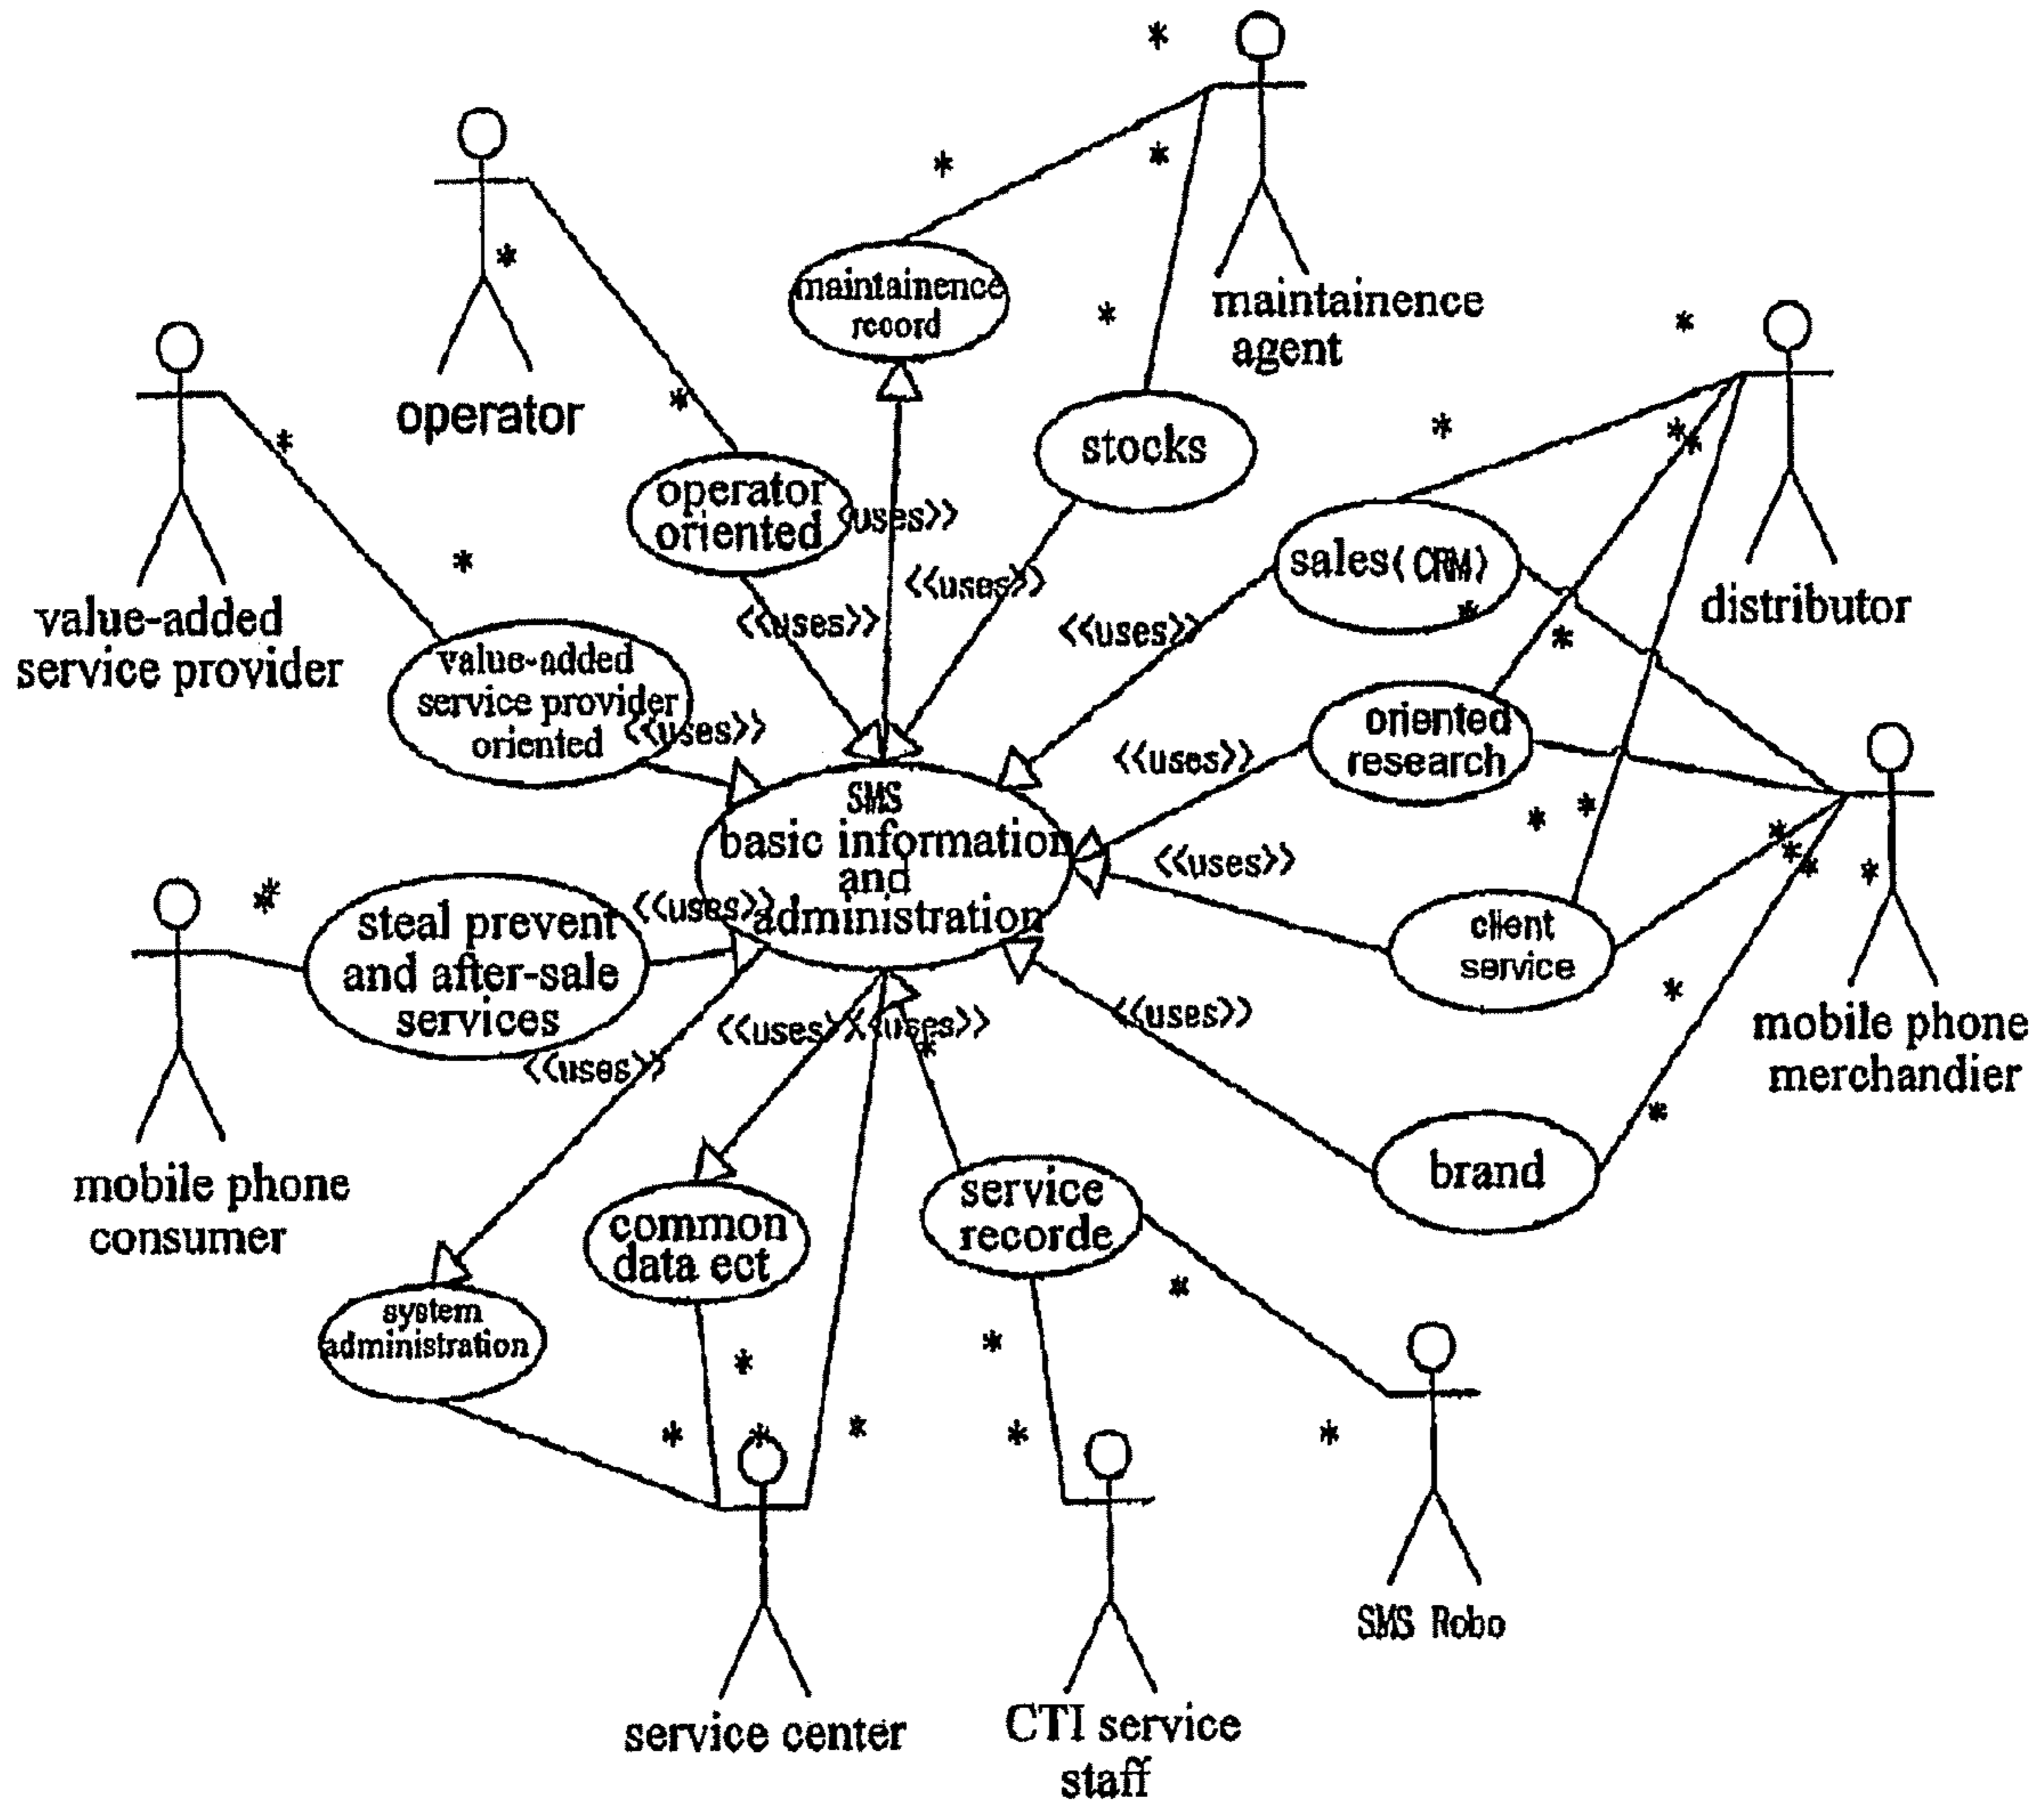 *
*
*
*
*
maintainence
record
maintainence
agent
operator
*
*
stocks
*
*
*
*
operator
oriented
<uses>>
<<uses>>
<<uses>>
<<uses>>
sales(CRM)
*
*
distributor
value-added
service provider
*
*
value-added
service provider
oriented
<<uses>>
<<uses>>
oriented
research
SMS
basic information
and
administration
<<uses>>
*
*
*
*
*
*
client
service
*
steal prevent
and after-sale
services
<<uses>>
<<uses>>
<<uses>>
<<uses>>
<<uses>>
*
*
mobile phone
merchandier
*
brand
mobile phone
consumer
common
data ect
service
recorde
system
administration
*
*
*
*
*
*
*
*
SMS Robo
service center
CTI service
staff